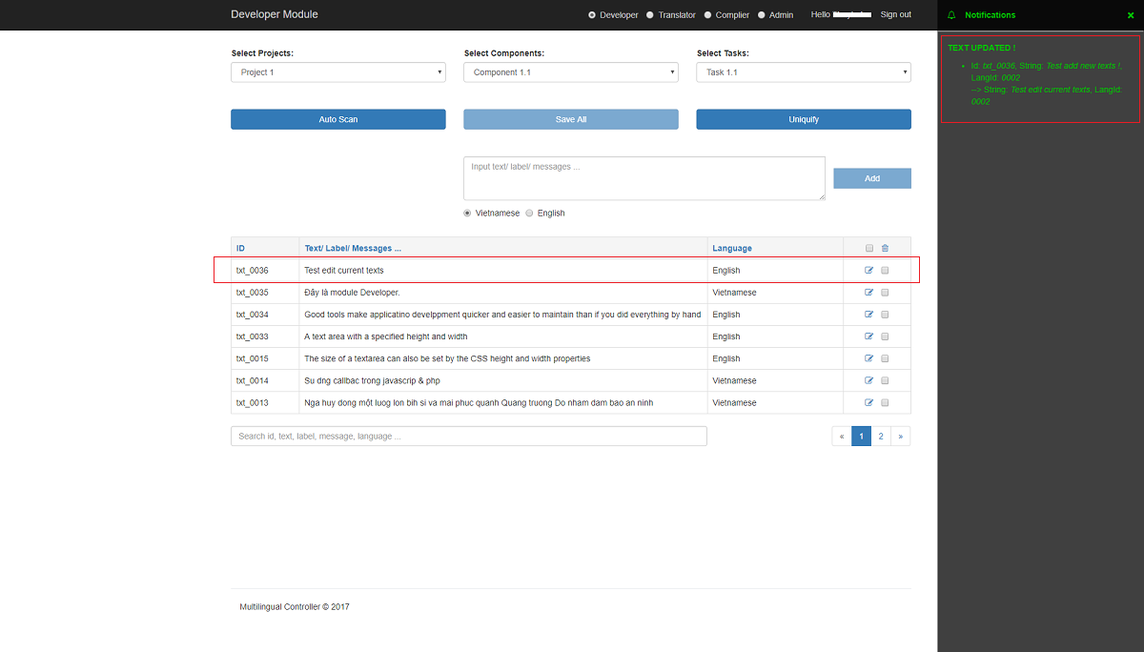 Developer Module
Developer Translator Complier Admin Hello Sign out
Notifications ×
Select Projects: Select Components: Select Tasks:
Project 1 Component 1.1 Task 1.1
Auto Scan Save All Uniquify
Input text/ label/ messages ...
Add
Vietnamese English
ID Text/ Label/ Messages ... Language
txt_0036 Test edit current texts English
txt_0035 Đây là module Developer. Vietnamese
txt_0034 Good tools make applicatino develppment quicker and easier to maintain than if you did everything by hand English
txt_0033 A text area with a specified height and width English
txt_0015 The size of a textarea can also be set by the CSS height and width properties English
txt_0014 Su dng callbac trong javascrip & php Vietnamese
txt_0013 Nga huy dong một luog lon bih si va mai phuc quanh Quang truong Do nham dam bao an ninh Vietnamese
Search id, text, label, message, language ...
« 1 2 »
Multilingual Controller © 2017
TEXT UPDATED !
Id: txt_0036, String: Test add new texts !,
LangId: 0002
--> String: Test edit current texts, LangId:
0002